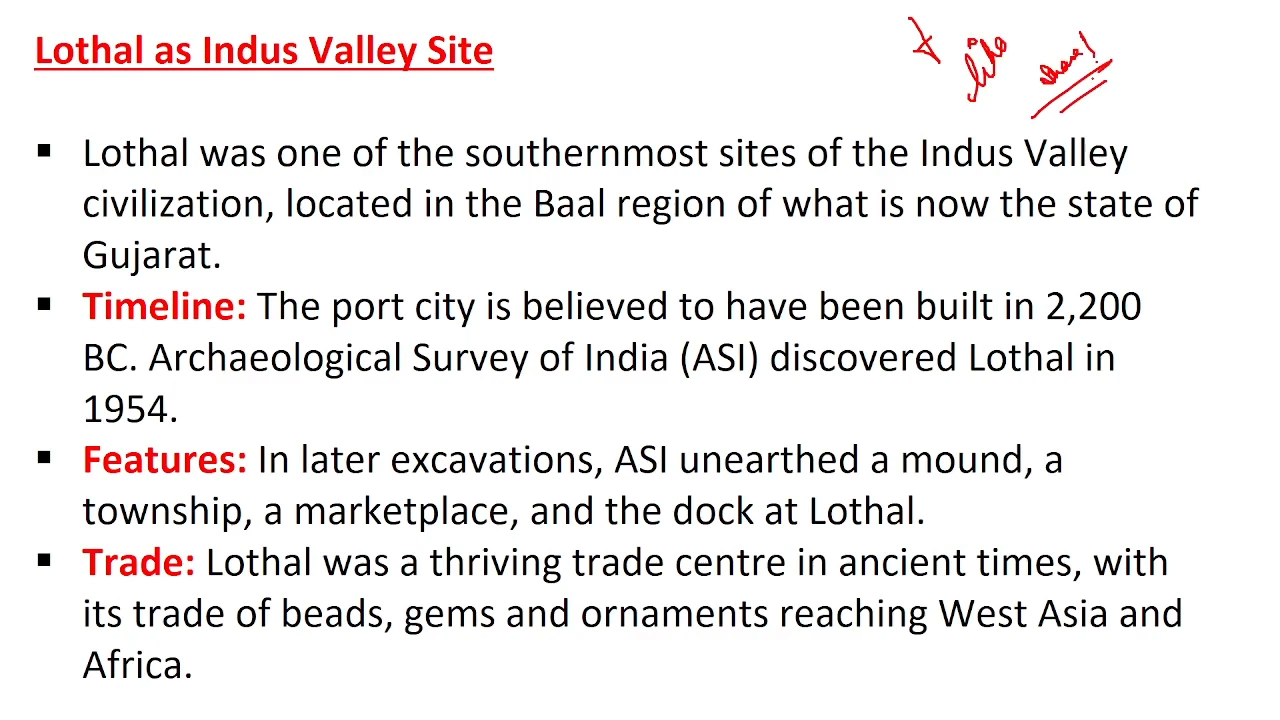 Lothal as Indus Valley Site
like
share!
▪ Lothal was one of the southernmost sites of the Indus Valley
civilization, located in the Baal region of what is now the state of
Gujarat.
▪ Timeline: The port city is believed to have been built in 2,200
BC. Archaeological Survey of India (ASI) discovered Lothal in
1954.
▪ Features: In later excavations, ASI unearthed a mound, a
township, a marketplace, and the dock at Lothal.
▪ Trade: Lothal was a thriving trade centre in ancient times, with
its trade of beads, gems and ornaments reaching West Asia and
Africa.